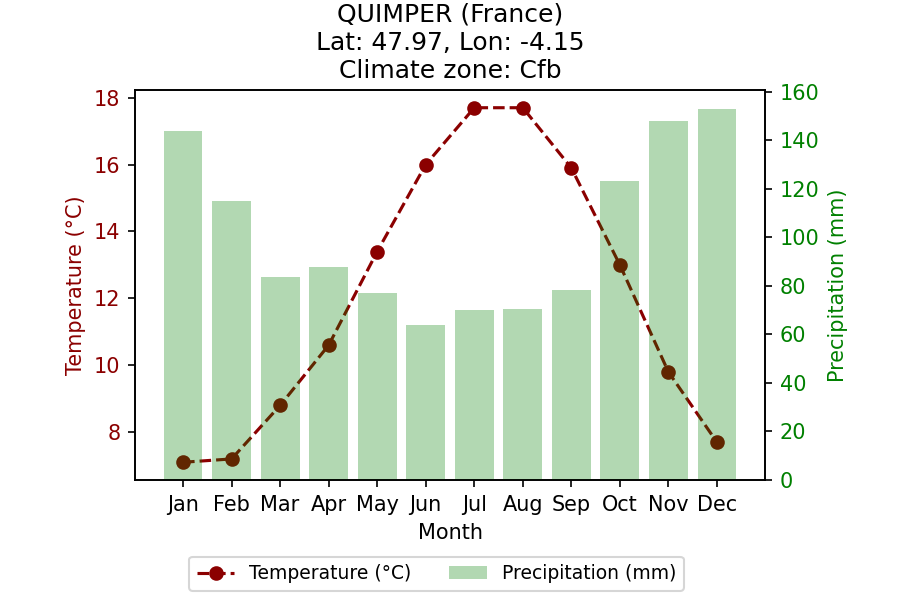 QUIMPER (France)
Lat: 47.97, Lon: -4.15
Climate zone: Cfb
18
16
14
12
10
8
Temperature (°C)
160
140
120
100
80
60
40
20
0
Precipitation (mm)
Jan Feb Mar Apr May Jun Jul Aug Sep Oct Nov Dec
Month
Temperature (°C) Precipitation (mm)